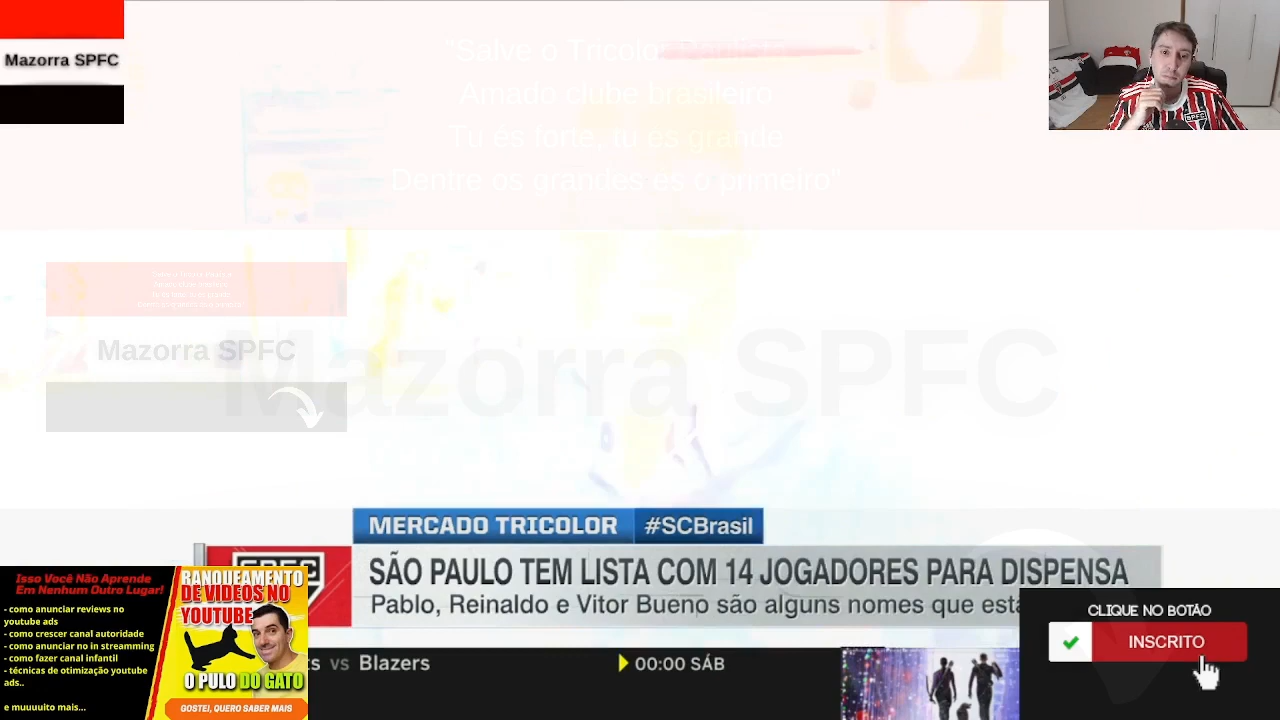 Mazorra SPFC
"Salve o Tricolor
Amado clube brasileiro
Tu és forte, tu es grande
Dentre os grandes es o primeiro"
Mazorra SPFC
Mazorra SPFC
MERCADO TRICOLOR #SCBrasil
SPFC
SÃO PAULO TEM LISTA COM 14 JOGADORES PARA DISPENSA
Pablo, Reinaldo e Vitor Bueno são alguns nomes que
vs Blazers 00:00 SÁB
Isso Você Não Aprende
Em Nenhum Outro Lugar!
- como anunciar reviews no
youtube ads
- como crescer canal autoridade
- como anunciar no in streamming
- como fazer canal infantil
- técnicas de otimização youtube
ads..
e muuuuito mais...
RANQUEAMENTO
DE VÍDEOS NO
YOUTUBE
O PULO DO GATO
GOSTEI, QUERO SABER MAIS
CLIQUE NO BOTÃO
INSCRITO